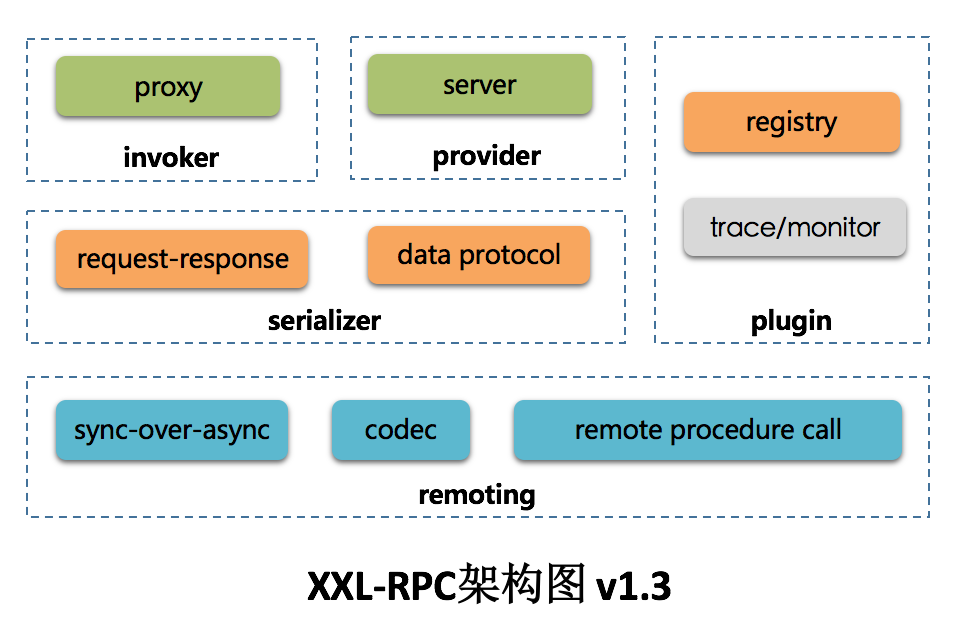 proxy
invoker
server
provider
registry
trace/monitor
plugin
request-response
data protocol
serializer
sync-over-async
codec
remote procedure call
remoting
XXL-RPC架构图 v1.3